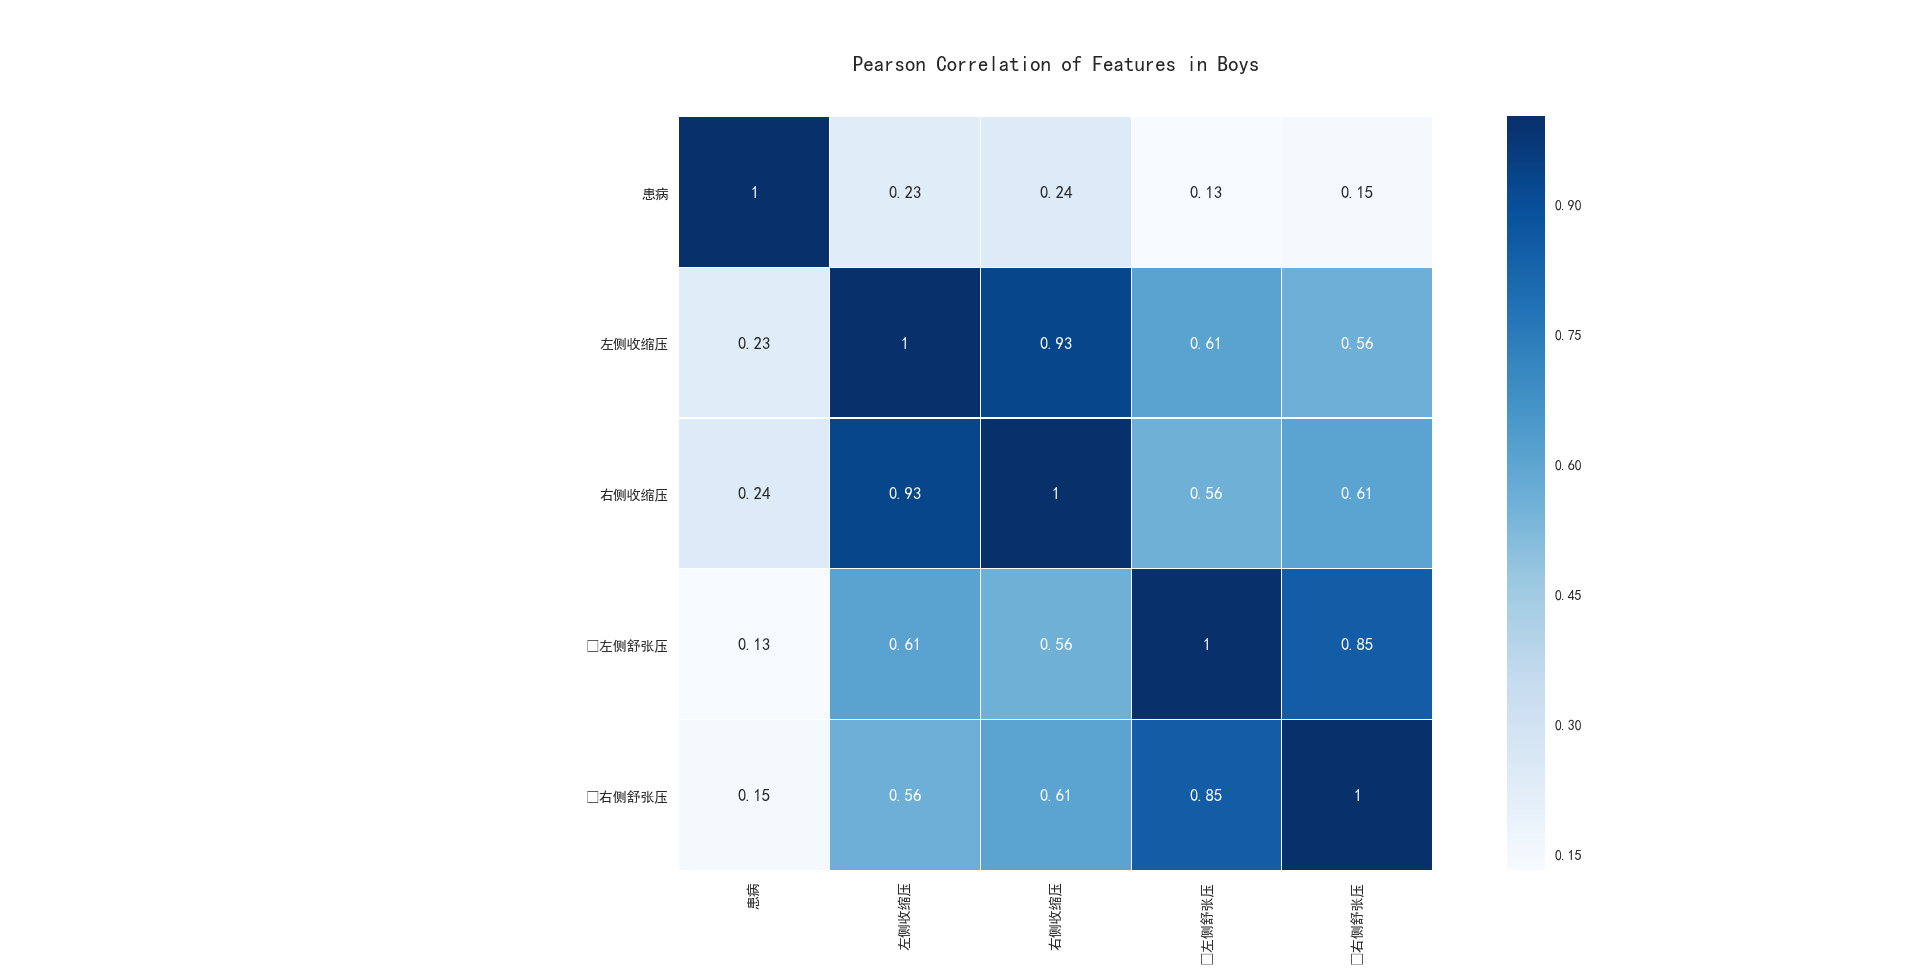 Pearson Correlation of Features in Boys
患病 1 0.23 0.24 0.13 0.15
左侧收缩压 0.23 1 0.93 0.61 0.56
右侧收缩压 0.24 0.93 1 0.56 0.61
□左侧舒张压 0.13 0.61 0.56 1 0.85
□右侧舒张压 0.15 0.56 0.61 0.85 1
患病 左侧收缩压 右侧收缩压 □左侧舒张压 □右侧舒张压
0.90
0.75
0.60
0.45
0.30
0.15